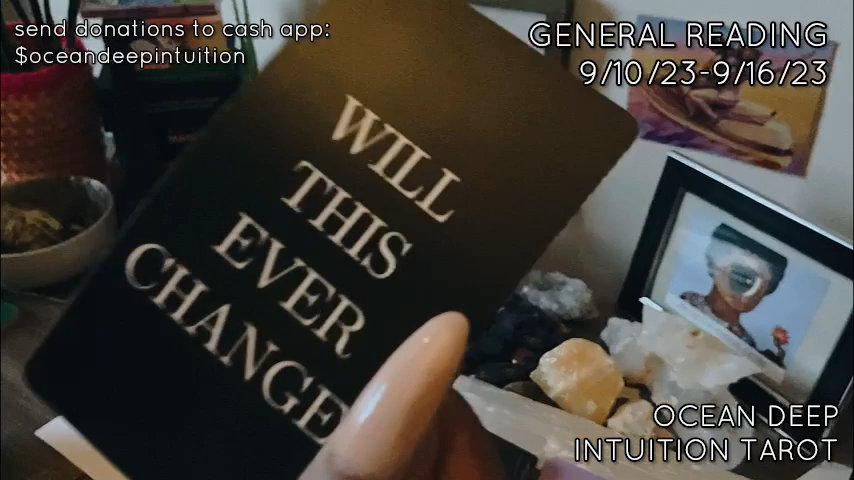 send donations to cash app:
$oceandeepintuition
GENERAL READING
9/10/23-9/16/23
WILL
THIS
EVER
CHANGE
OCEAN DEEP
INTUITION TAROT